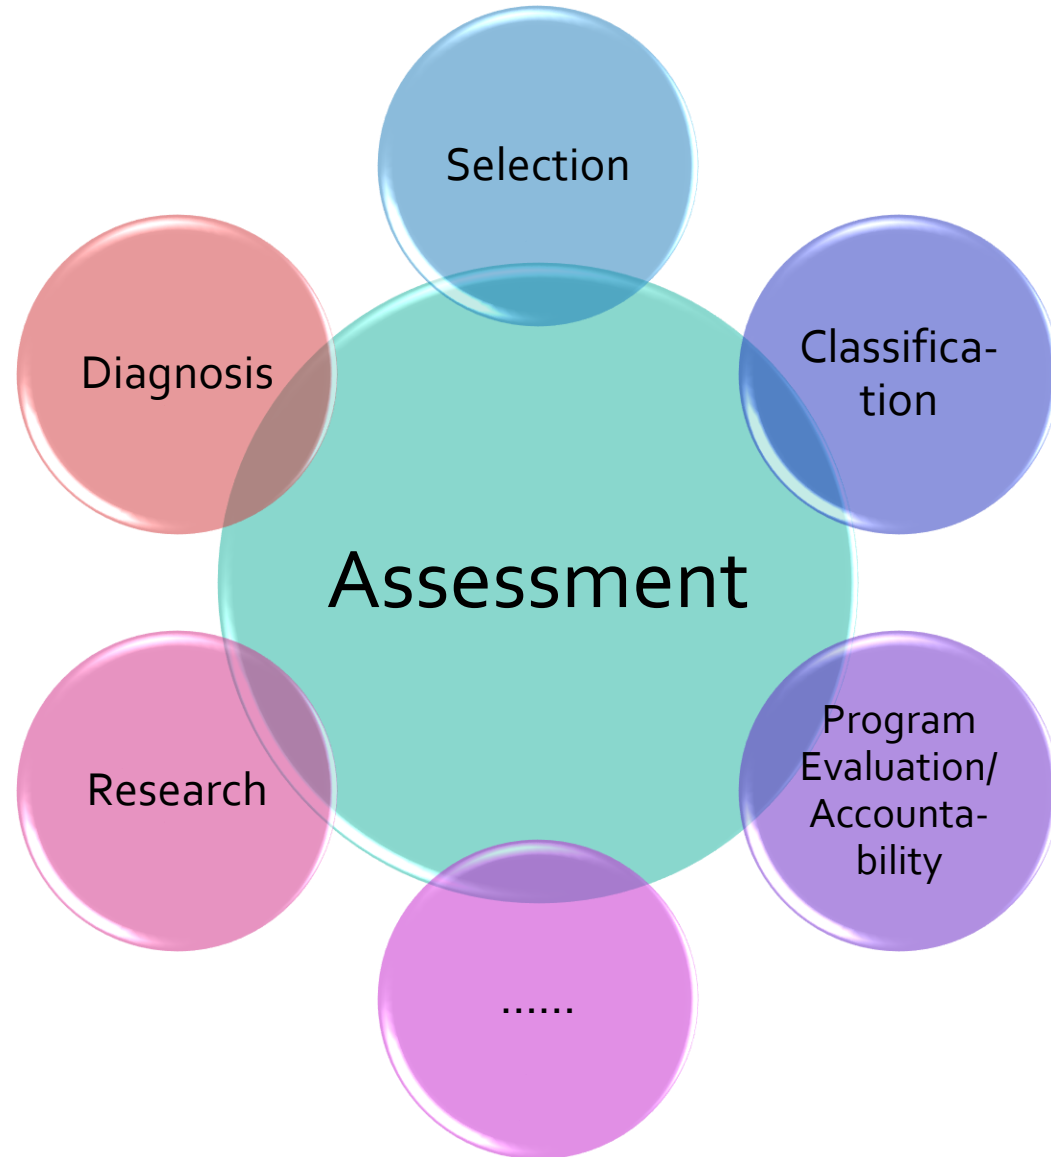 Selection
Classifica-
tion
Diagnosis
Assessment
Program
Evaluation/
Accounta-
bility
Research
......